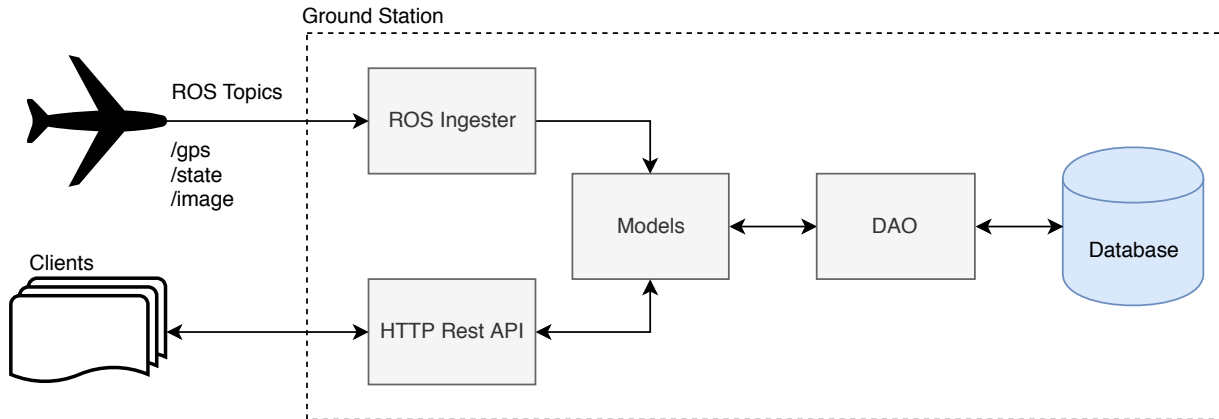 Ground Station
ROS Topics
/gps
/state
/image
ROS Ingester
Models
DAO
Database
Clients
HTTP Rest API